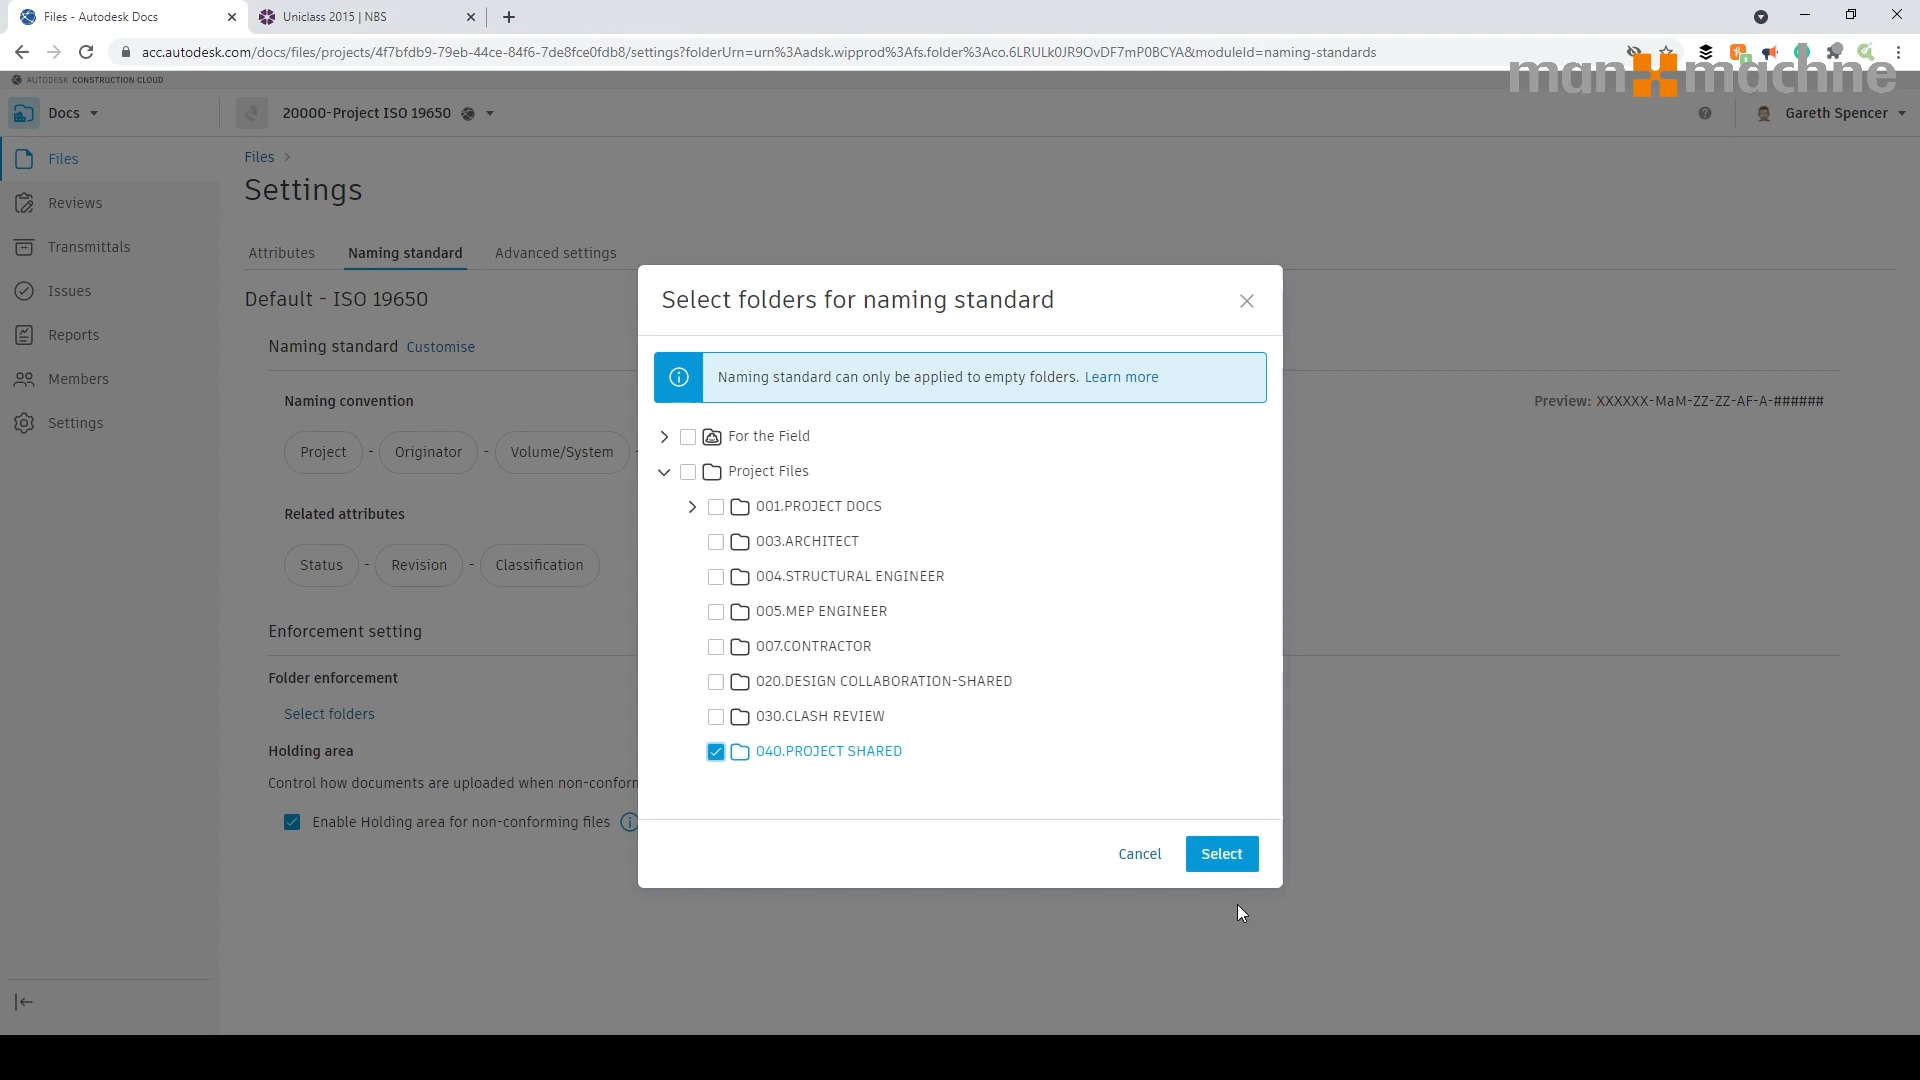 Files - Autodesk Docs
Uniclass 2015 | NBS
acc.autodesk.com/docs/files/projects/4f7bfdb9-79eb-44ce-84f6-7de8fce0fdb8/settings?folderUrn=urn%3Aadsk.wipprod%3Afs.folder%3Aco.6LRULk0JR9OvDF7mP0BCYA&moduleId=naming-standards
AUTODESK CONSTRUCTION CLOUD
man machine
Docs
20000-Project ISO 19650
Gareth Spencer
Files
Reviews
Transmittals
Issues
Reports
Members
Settings
Files >
Settings
Attributes
Naming standard
Advanced settings
Default - ISO 19650
Naming standard Customise
Naming convention
Preview: XXXXXX-MaM-ZZ-ZZ-AF-A-######
Project - Originator - Volume/System -
Related attributes
Status - Revision - Classification
Enforcement setting
Folder enforcement
Select folders
Holding area
Control how documents are uploaded when non-conform
Enable Holding area for non-conforming files
Select folders for naming standard
Naming standard can only be applied to empty folders. Learn more
For the Field
Project Files
001.PROJECT DOCS
003.ARCHITECT
004.STRUCTURAL ENGINEER
005.MEP ENGINEER
007.CONTRACTOR
020.DESIGN COLLABORATION-SHARED
030.CLASH REVIEW
040.PROJECT SHARED
Cancel
Select